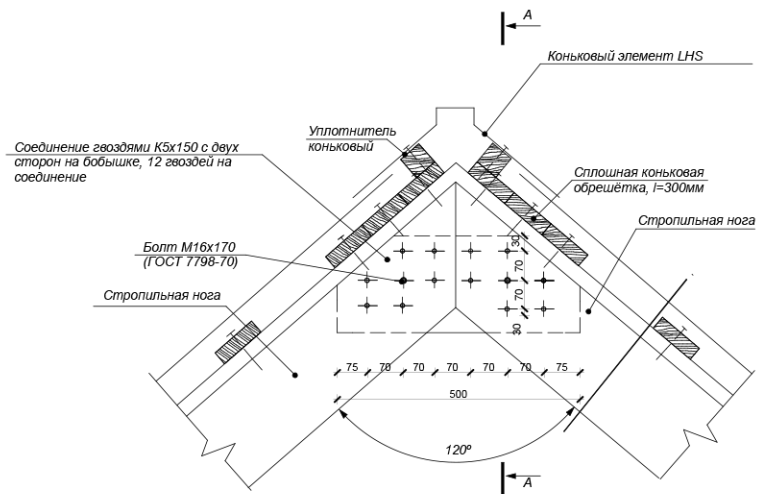 А
Коньковый элемент LHS
Уплотнитель
коньковый
Соединение гвоздями К5х150 с двух
сторон на бобышке, 12 гвоздей на
соединение
Сплошная коньковая
обрешётка, l=300мм
Стропильная нога
Болт М16х170
(ГОСТ 7798-70)
Стропильная нога
30
70
70
30
75 70 70 70 70 70 75
500
120º
А